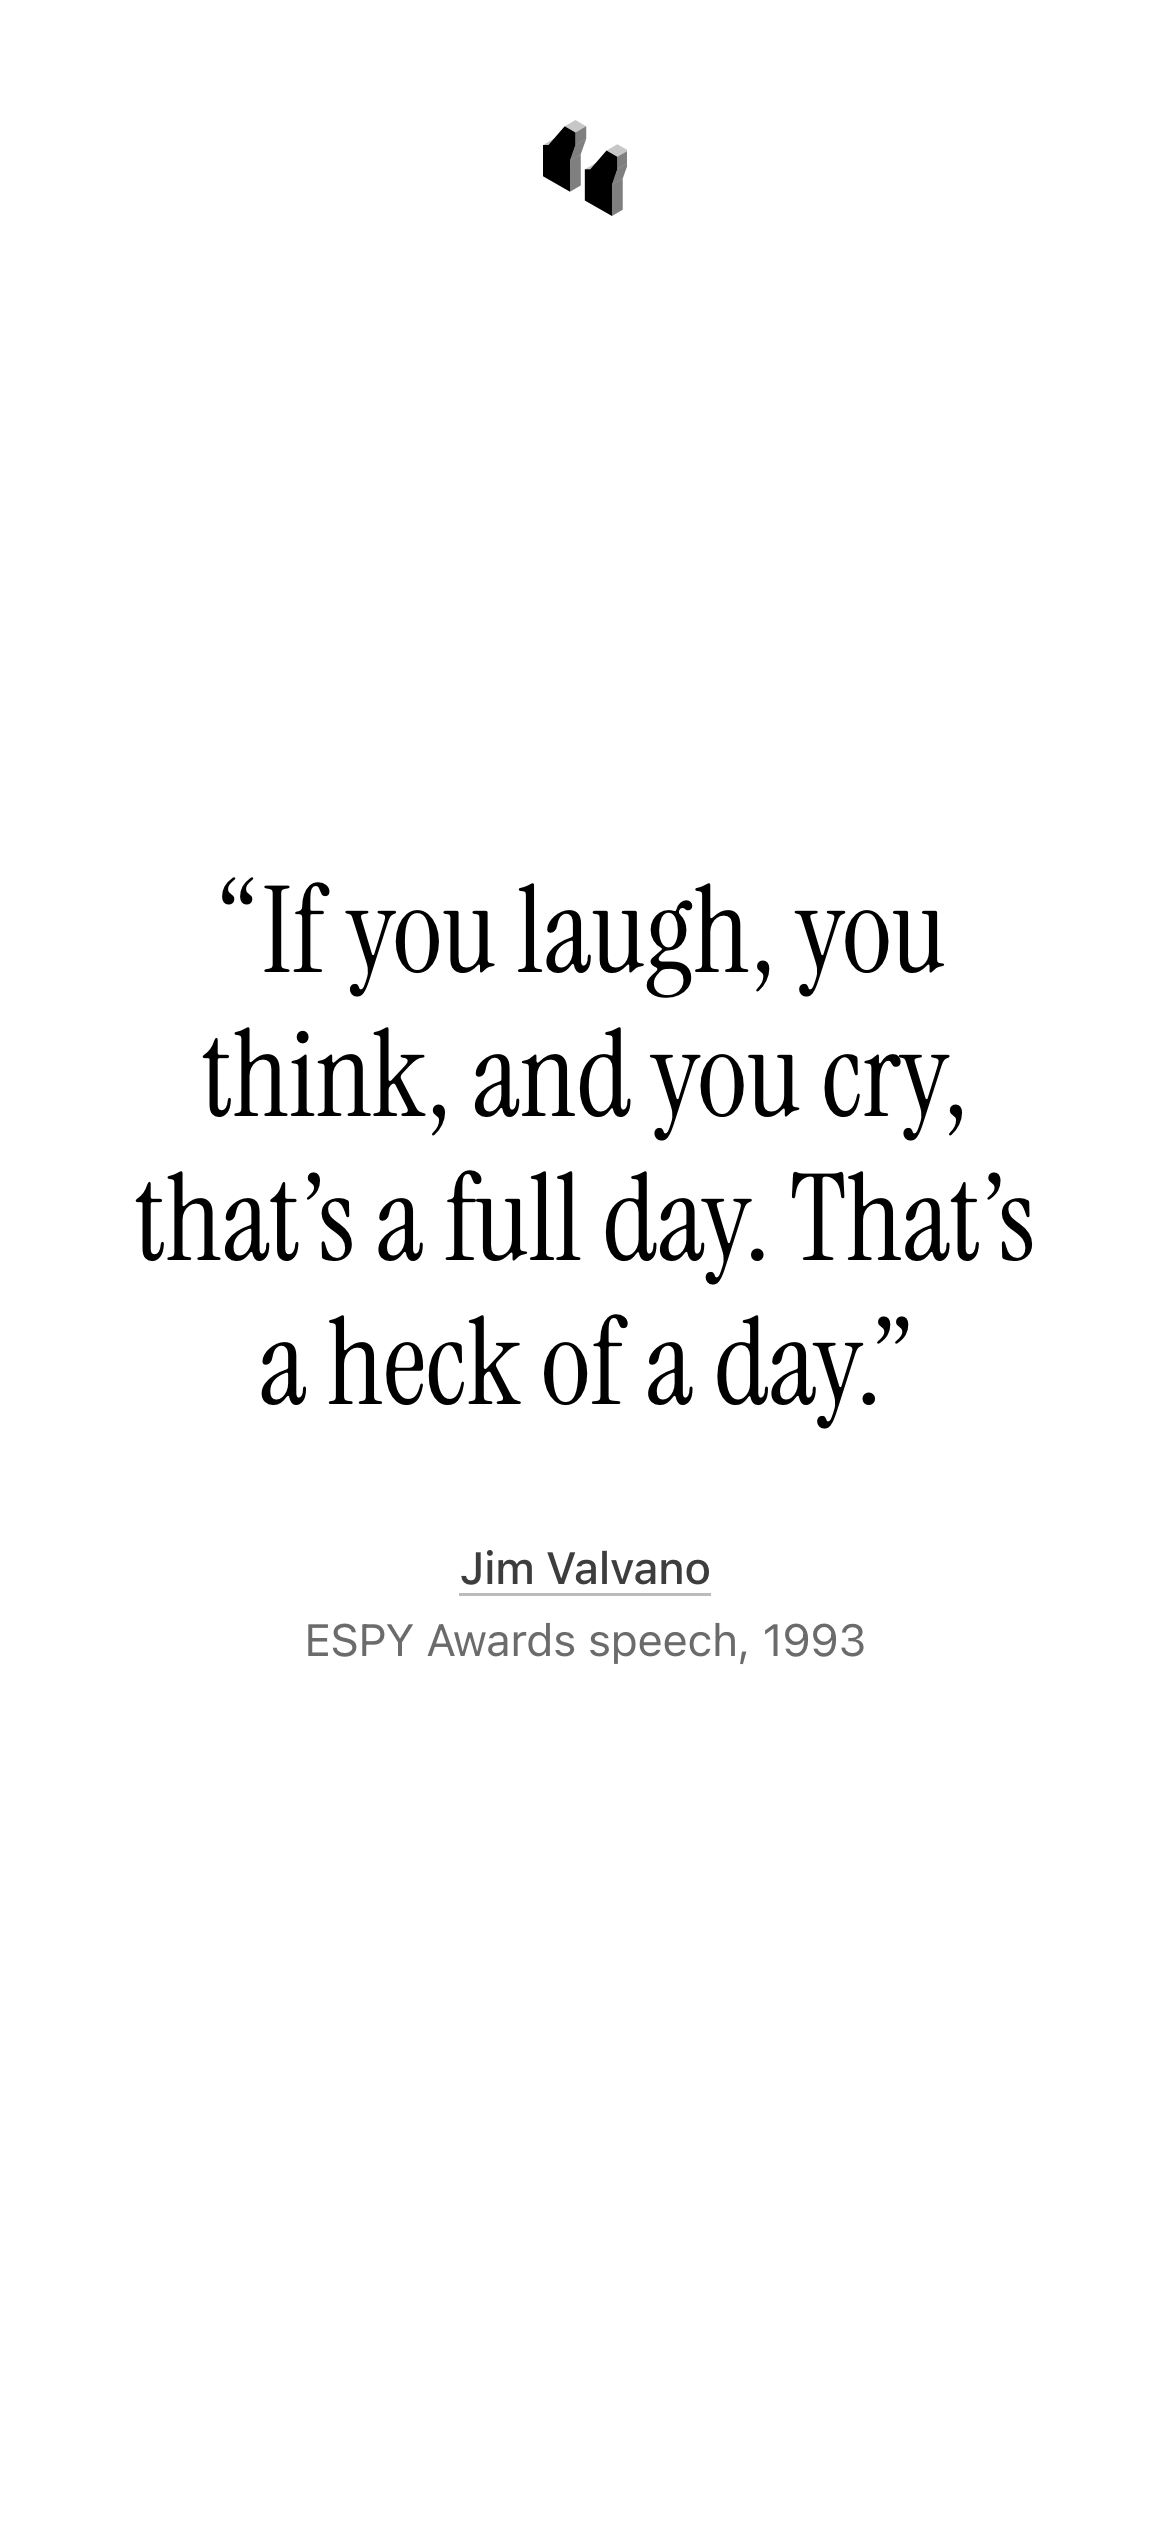 “If you laugh, you
think, and you cry,
that’s a full day. That’s
a heck of a day.”
Jim Valvano
ESPY Awards speech, 1993